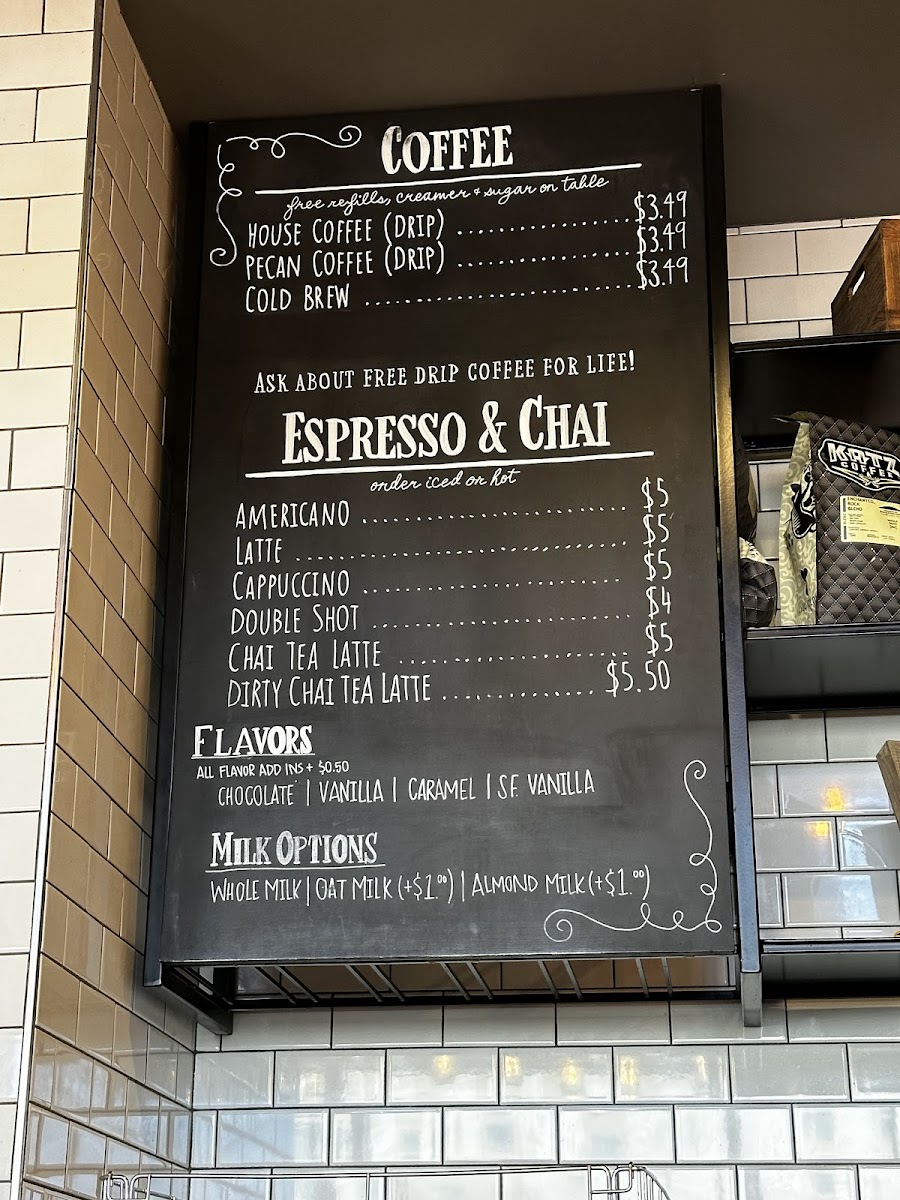 COFFEE
free refills, creamer + sugar on table
HOUSE COFFEE (DRIP) .................. $3.49
PECAN COFFEE (DRIP) .................. $3.49
COLD BREW .................. $3.49
ASK ABOUT FREE DRIP COFFEE FOR LIFE!
ESPRESSO & CHAI
order iced or hot
AMERICANO .................. $5
LATTE .................. $5
CAPPUCCINO .................. $5
DOUBLE SHOT .................. $4
CHAI TEA LATTE .................. $5
DIRTY CHAI TEA LATTE .................. $5.50
FLAVORS
ALL FLAVOR ADD INS + $0.50
CHOCOLATE | VANILLA | CARAMEL | S.F. VANILLA
MILK OPTIONS
WHOLE MILK | OAT MILK (+$1.00) | ALMOND MILK (+$1.00)
KATZ
COFFEE
ENCHANTED
ROCK
BLEND